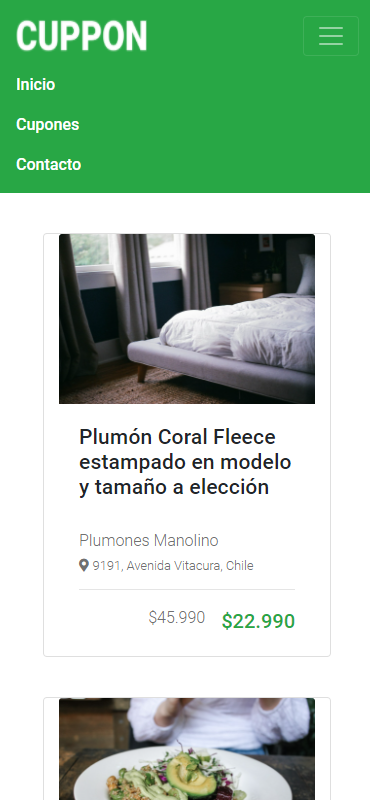 CUPPON
Inicio
Cupones
Contacto
Plumón Coral Fleece
estampado en modelo
y tamaño a elección
Plumones Manolino
9191, Avenida Vitacura, Chile
$45.990 $22.990